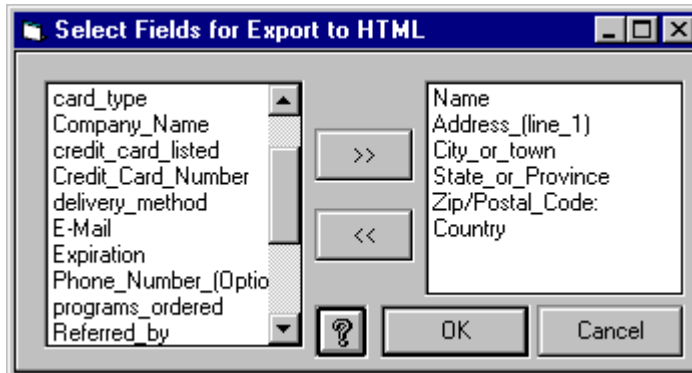 Select Fields for Export to HTML
card_type
Company_Name
credit_card_listed
Credit_Card_Number
delivery_method
E-Mail
Expiration
Phone_Number_(Optio
programs_ordered
Referred_by
>>
<<
Name
Address_(line_1)
City_or_town
State_or_Province
Zip/Postal_Code:
Country
?
OK
Cancel